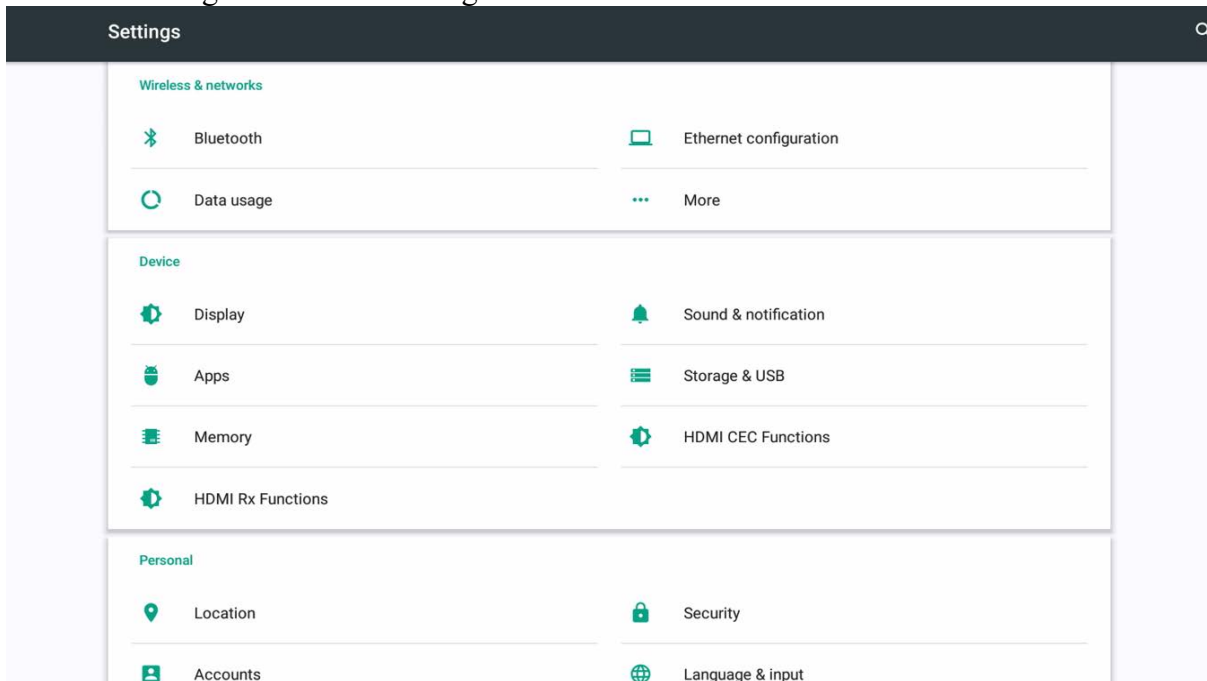 Settings
Wireless & networks
Bluetooth
Ethernet configuration
Data usage
More
Device
Display
Sound & notification
Apps
Storage & USB
Memory
HDMI CEC Functions
HDMI Rx Functions
Personal
Location
Security
Accounts
Language & input